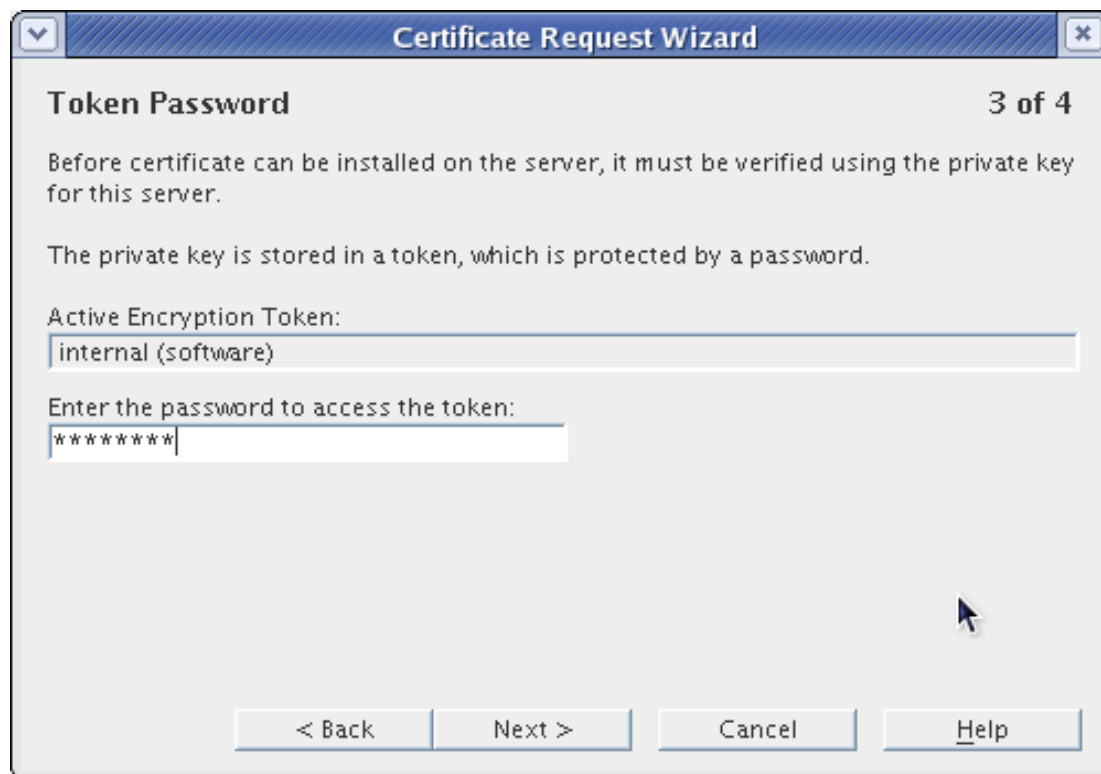 Certificate Request Wizard
Token Password
3 of 4
Before certificate can be installed on the server, it must be verified using the private key
for this server.
The private key is stored in a token, which is protected by a password.
Active Encryption Token:
internal (software)
Enter the password to access the token:
********
< Back
Next >
Cancel
Help